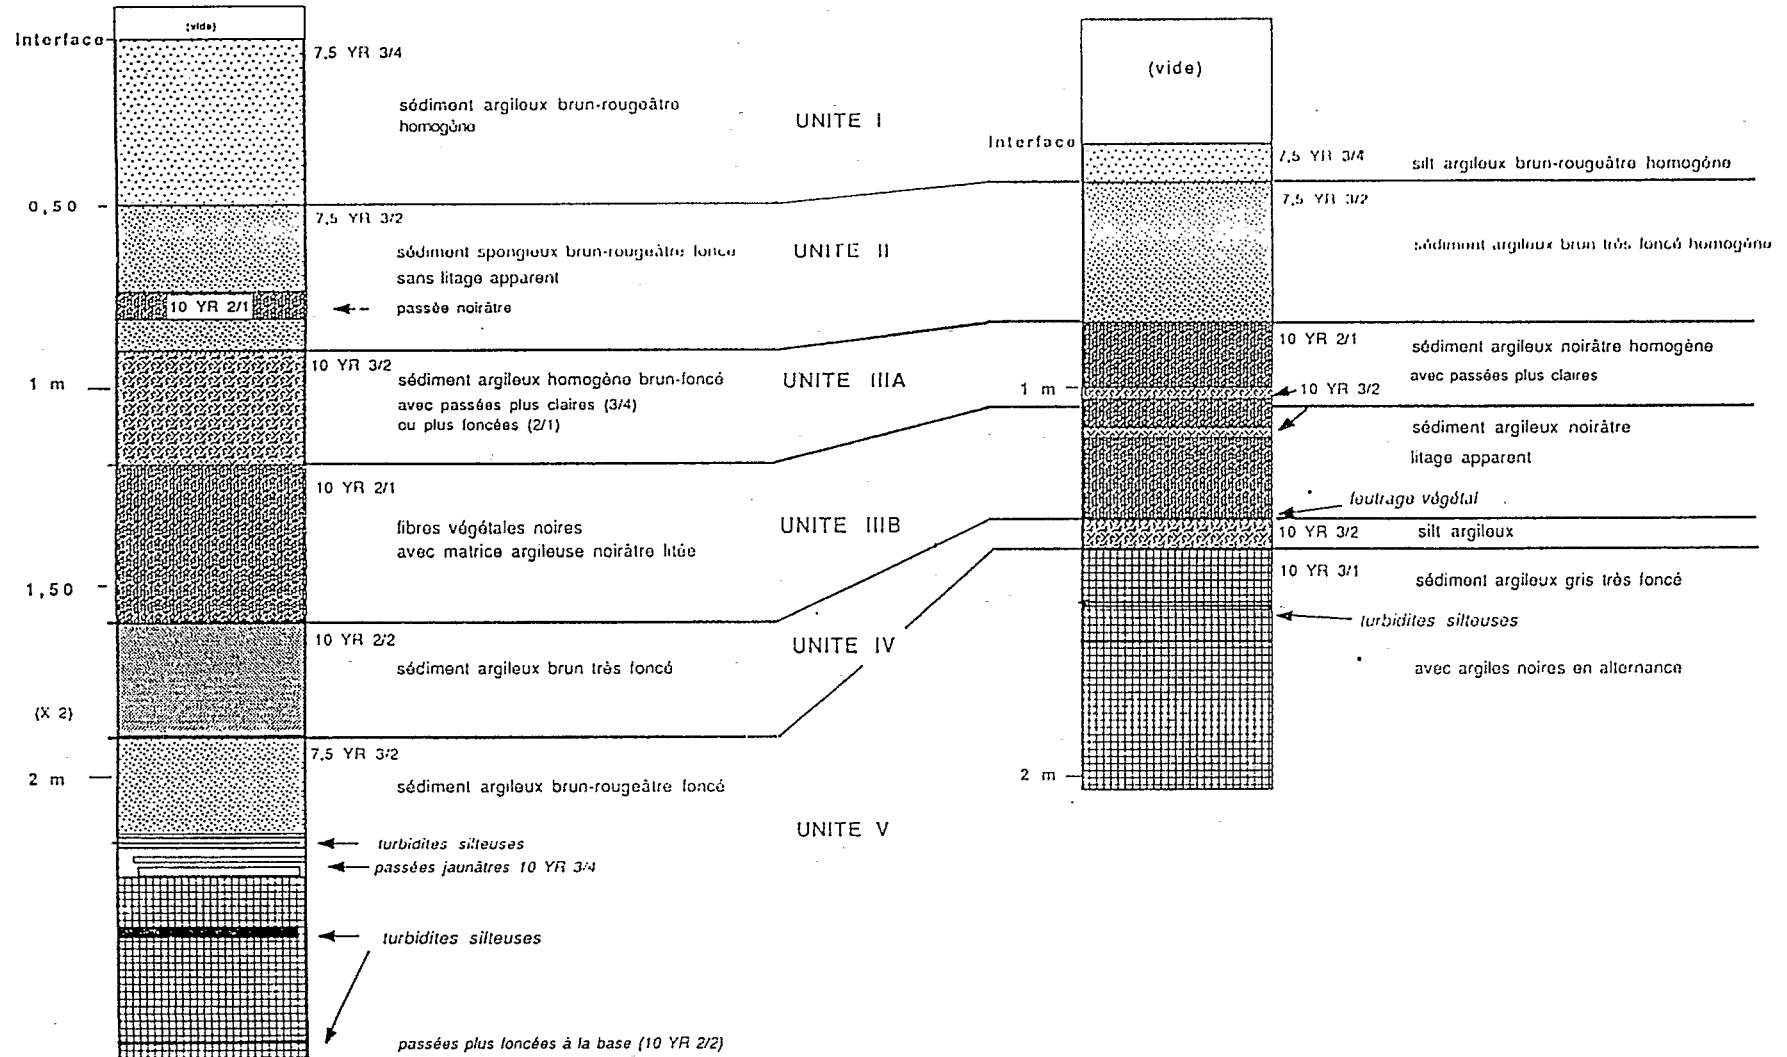 (vide)
Interface
7,5 YR 3/4
sédiment argileux brun-rougeâtre
homogène
UNITE I
0,50
7,5 YR 3/2
sédiment spongieux brun-rougeâtre foncé
sans litage apparent
UNITE II
10 YR 2/1
passée noirâtre
10 YR 3/2
1 m
sédiment argileux homogène brun-foncé
avec passées plus claires (3/4)
ou plus foncées (2/1)
UNITE IIIA
10 YR 2/1
fibres végétales noires
avec matrice argileuse noirâtre litée
UNITE IIIB
1,50
10 YR 2/2
sédiment argileux brun très foncé
UNITE IV
(X 2)
7,5 YR 3/2
2 m
sédiment argileux brun-rougeâtre foncé
UNITE V
turbidites silteuses
passées jaunâtres 10 YR 3/4
turbidites silteuses
passées plus foncées à la base (10 YR 2/2)
(vide)
Interface
7,5 YR 3/4
silt argileux brun-rougeâtre homogène
7,5 YR 3/2
sédiment argileux brun très foncé homogène
10 YR 2/1
sédiment argileux noirâtre homogène
avec passées plus claires
1 m
10 YR 3/2
sédiment argileux noirâtre
litage apparent
feutrage végétal
10 YR 3/2
silt argileux
10 YR 3/1
sédiment argileux gris très foncé
turbidites silteuses
avec argiles noires en alternance
2 m